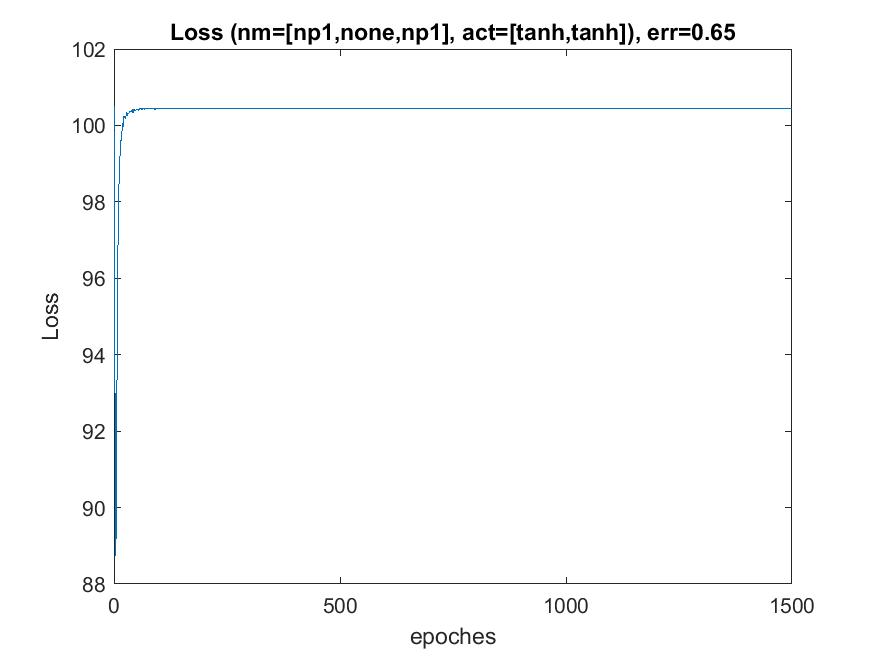 Loss (nm=[np1,none,np1], act=[tanh,tanh]), err=0.65
102
100
98
96
94
92
90
88
Loss
0 500 1000 1500
epoches